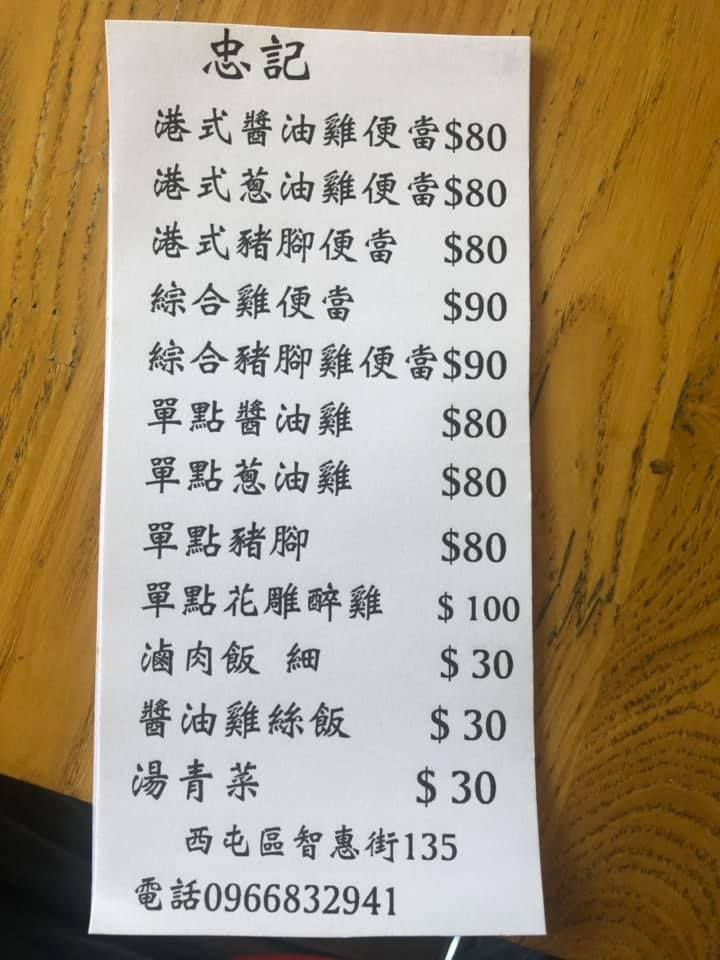 忠記
港式醬油雞便當$80
港式蔥油雞便當$80
港式豬腳便當 $80
綜合雞便當 $90
綜合豬腳雞便當$90
單點醬油雞 $80
單點蔥油雞 $80
單點豬腳 $80
單點花雕醉雞 $ 100
滷肉飯 細 $ 30
醬油雞絲飯 $ 30
湯青菜 $ 30
西屯區智惠街135
電話0966832941